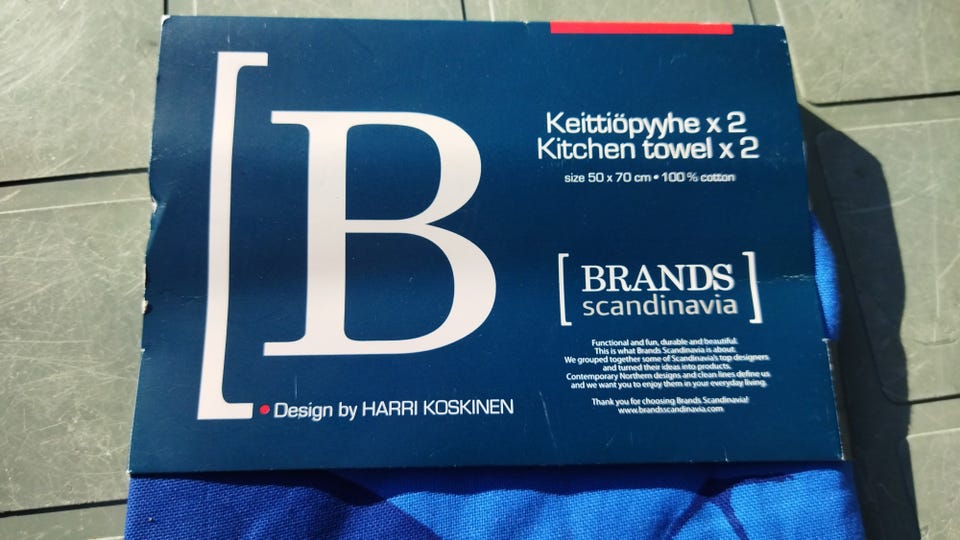 [B
Design by HARRI KOSKINEN
Keittiöpyyhe x 2
Kitchen towel x 2
size 50 x 70 cm • 100 % cotton
[BRANDS
scandinavia]
Functional and fun, durable and beautiful.
This is what Brands Scandinavia is about.
We grouped together some of Scandinavia's top designers
and turned their ideas into products.
Contemporary Northern designs and clean lines define us
and we want you to enjoy them in your everyday living.
Thank you for choosing Brands Scandinavia!
www.brandsscandinavia.com